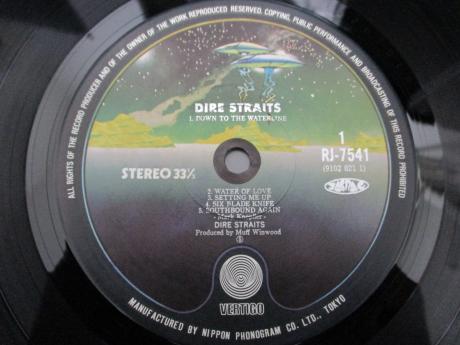 ALL RIGHTS OF THE RECORD PRODUCER AND OF THE OWNER OF THE WORK REPRODUCED RESERVED. COPYING, PUBLIC PERFORMANCE AND BROADCASTING OF THIS RECORD PROHIBITED
DIRE STRAITS
1. DOWN TO THE WATERLINE
1
RJ-7541
(9102 021 1)
STEREO 33⅓
2. WATER OF LOVE
3. SETTING ME UP
4. SIX BLADE KNIFE
5. SOUTHBOUND AGAIN
- Mark Knopfler -
DIRE STRAITS
Produced by Muff Winwood
Ⓟ
VERTIGO
MANUFACTURED BY NIPPON PHONOGRAM CO. LTD., TOKYO